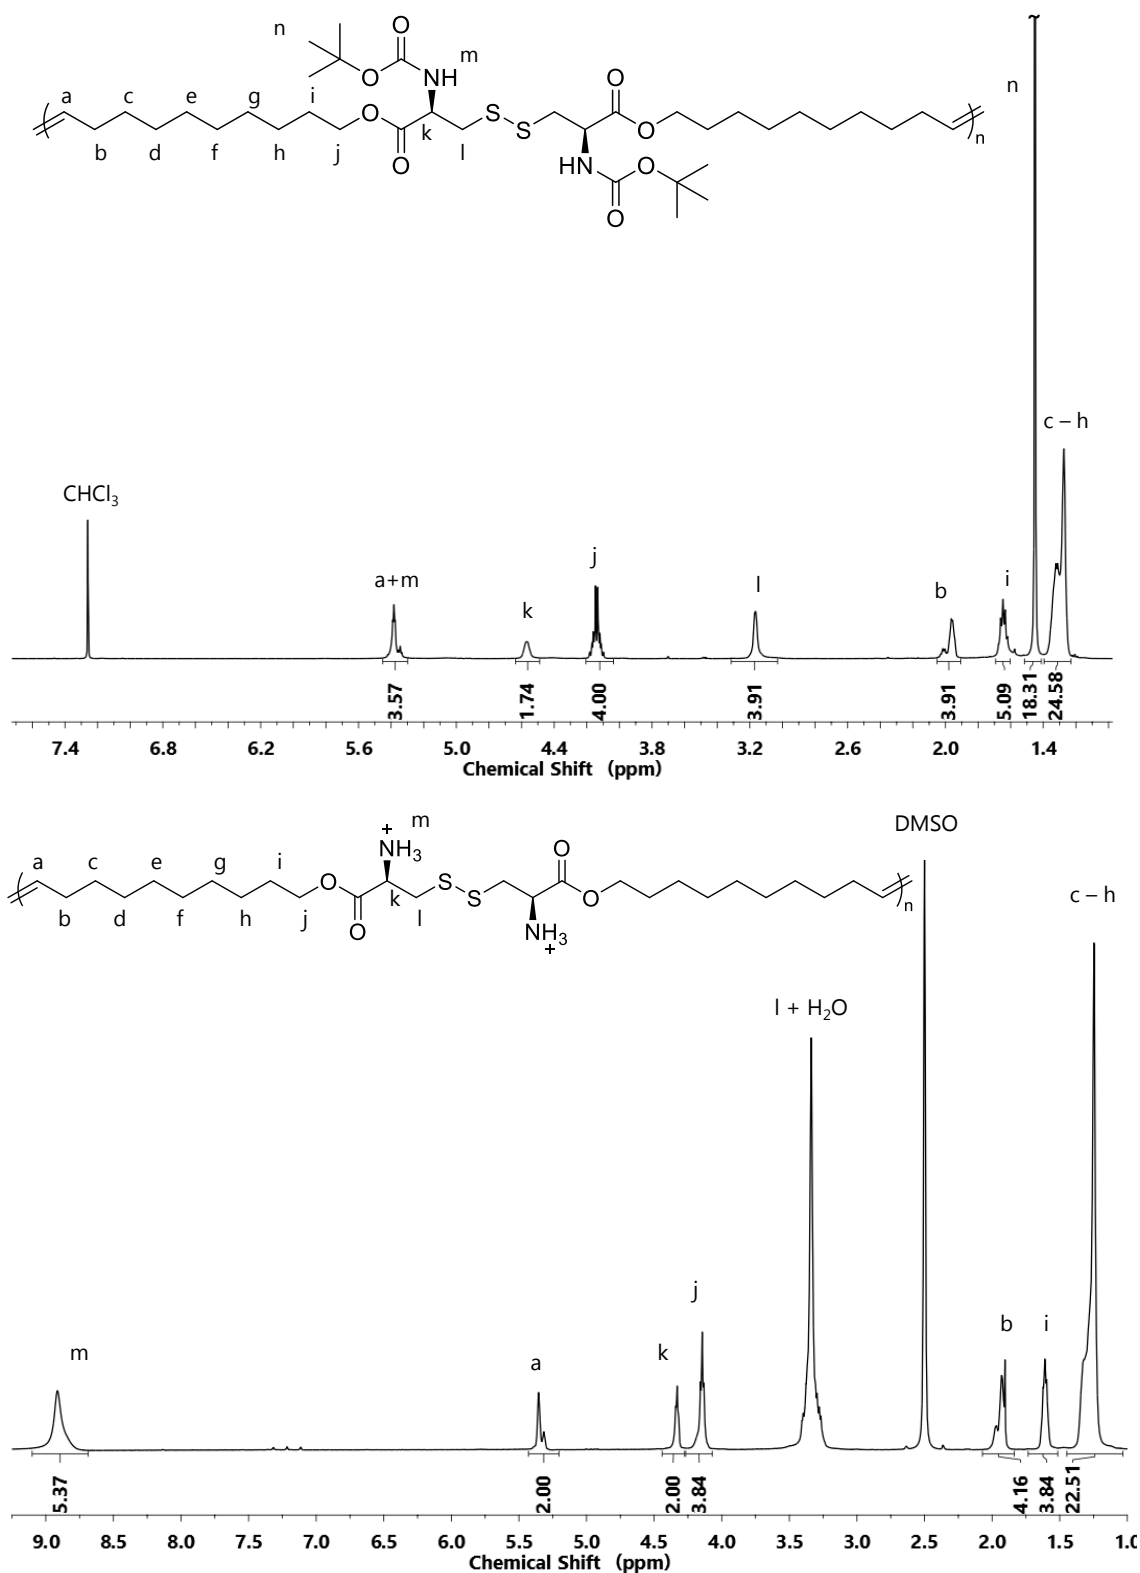 n
O
m
O
NH
a c e g i
O
S
O
k
S
O
b d f h j
O
l
HN
O
n
O
n
c – h
CHCl3
a+m
k
j
l
b
i
3.57 1.74 4.00 3.91 3.91 5.09 18.31 24.58
7.4 6.8 6.2 5.6 5.0 4.4 3.8 3.2 2.6 2.0 1.4
Chemical Shift (ppm)
m
DMSO
+
NH3
a c e g i
O
S
O
k
S
O
n
b d f h j
O
l
NH3
+
c – h
l + H2O
m
a
k
j
b
i
5.37 2.00 2.00 3.84 4.16 3.84 22.51
9.0 8.5 8.0 7.5 7.0 6.5 6.0 5.5 5.0 4.5 4.0 3.5 3.0 2.5 2.0 1.5 1.0
Chemical Shift (ppm)